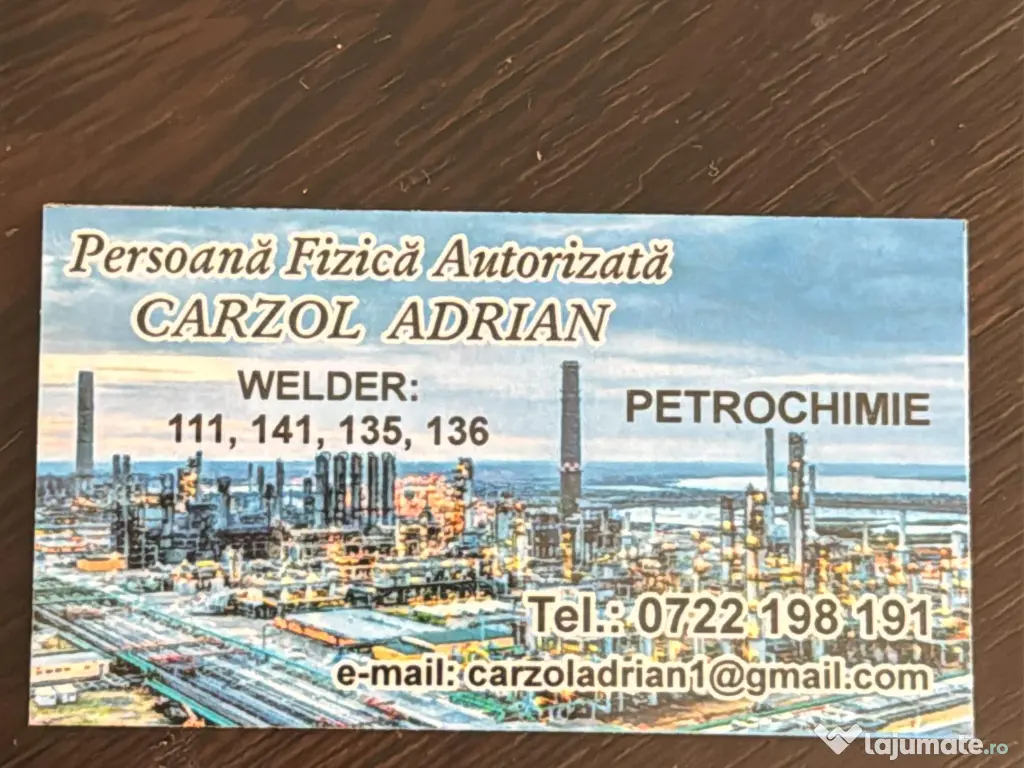 Persoană Fizică Autorizată
CARZOL ADRIAN
WELDER:
111, 141, 135, 136
PETROCHIMIE
Tel.: 0722 198 191
e-mail: carzoladrian1@gmail.com
lajumate.ro